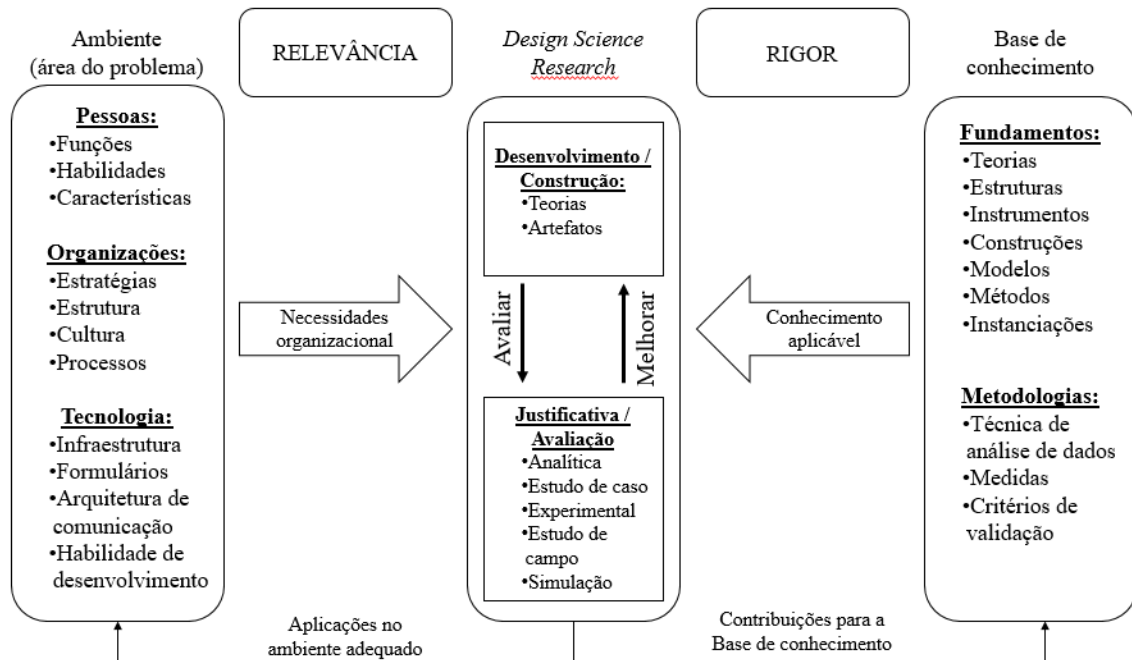 Ambiente
(área do problema)
RELEVÂNCIA
Design Science
Research
RIGOR
Base de
conhecimento
Pessoas:
•Funções
•Habilidades
•Características
Organizações:
•Estratégias
•Estrutura
•Cultura
•Processos
Tecnologia:
•Infraestrutura
•Formulários
•Arquitetura de
comunicação
•Habilidade de
desenvolvimento
Necessidades
organizacional
Desenvolvimento /
Construção:
•Teorias
•Artefatos
Avaliar
Melhorar
Justificativa /
Avaliação
•Analítica
•Estudo de caso
•Experimental
•Estudo de
campo
•Simulação
Conhecimento
aplicável
Fundamentos:
•Teorias
•Estruturas
•Instrumentos
•Construções
•Modelos
•Métodos
•Instanciações
Metodologias:
•Técnica de
análise de dados
•Medidas
•Critérios de
validação
Aplicações no
ambiente adequado
Contribuições para a
Base de conhecimento